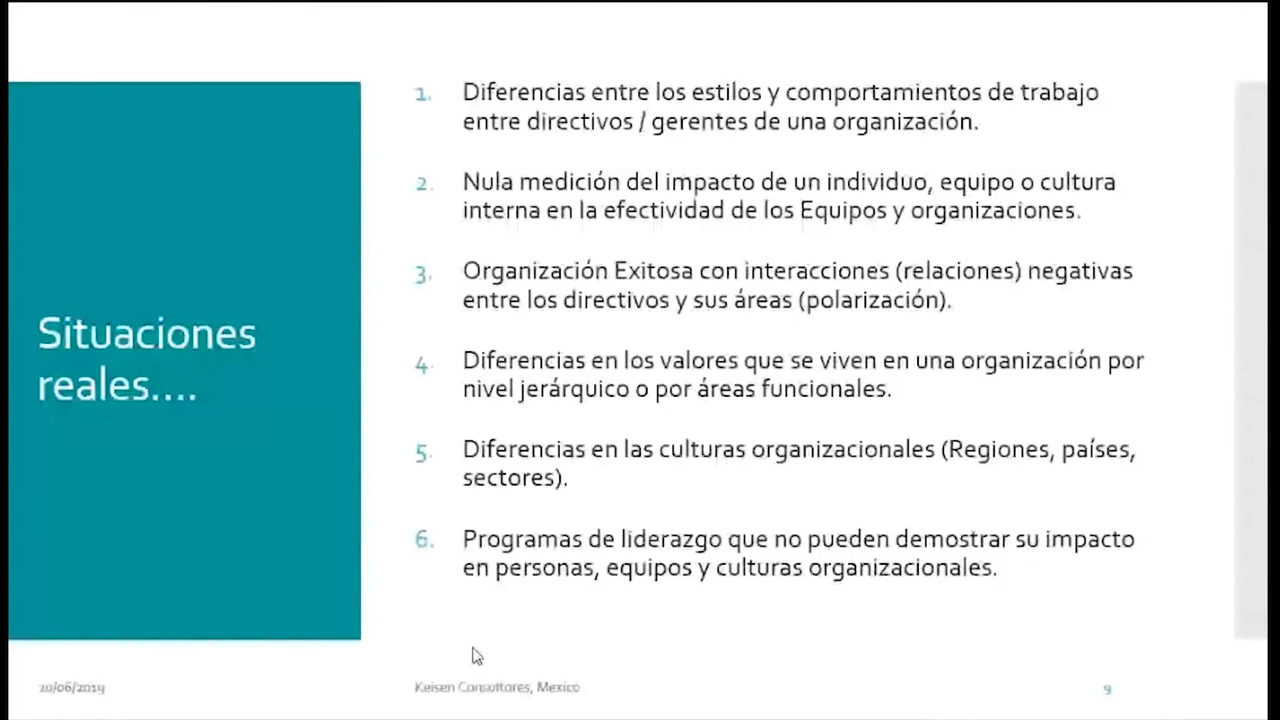 Situaciones
reales....
1. Diferencias entre los estilos y comportamientos de trabajo
entre directivos / gerentes de una organización.
2. Nula medición del impacto de un individuo, equipo o cultura
interna en la efectividad de los Equipos y organizaciones.
3. Organización Exitosa con interacciones (relaciones) negativas
entre los directivos y sus áreas (polarización).
4. Diferencias en los valores que se viven en una organización por
nivel jerárquico o por áreas funcionales.
5. Diferencias en las culturas organizacionales (Regiones, países,
sectores).
6. Programas de liderazgo que no pueden demostrar su impacto
en personas, equipos y culturas organizacionales.
20/06/2019
Keisen Consultores, Mexico
9